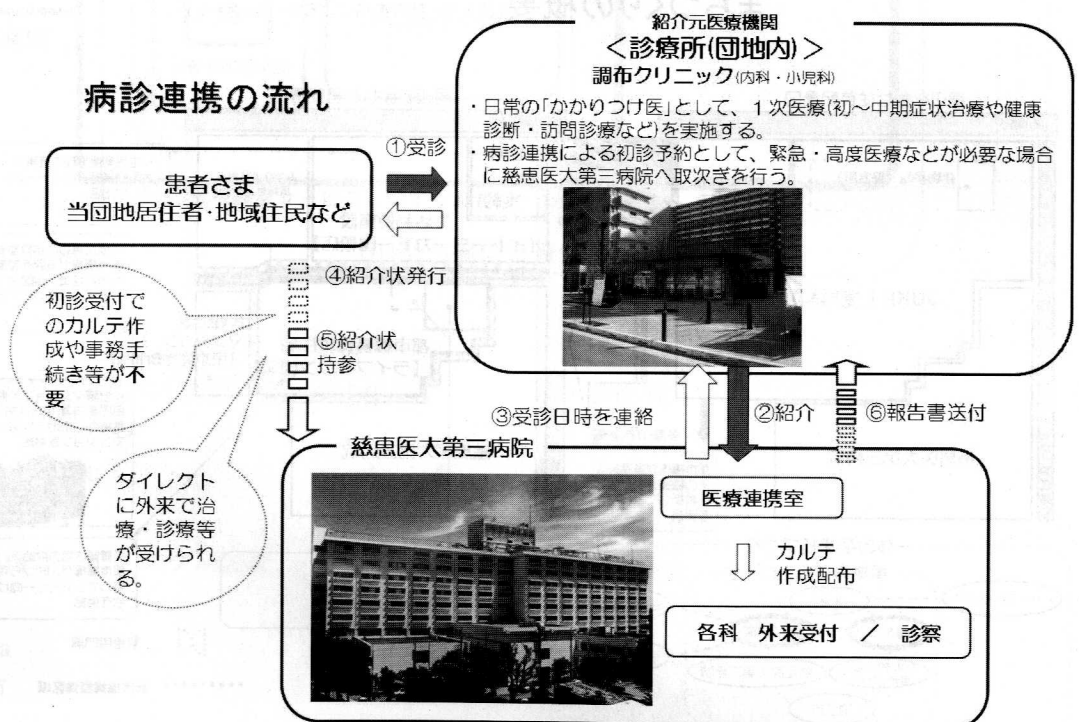 病診連携の流れ
紹介元医療機関
＜診療所(団地内)＞
調布クリニック(内科・小児科)
・日常の「かかりつけ医」として、１次医療(初～中期症状治療や健康
診断・訪問診療など)を実施する。
・病診連携による初診予約として、緊急・高度医療などが必要な場合
に慈恵医大第三病院へ取次ぎを行う。
①受診
患者さま
当団地居住者･地域住民など
④紹介状発行
⑤紹介状
持参
初診受付で
のカルテ作
成や事務手
続き等が不
要
ダイレクト
に外来で治
療・診療等
が受けられ
る。
③受診日時を連絡
②紹介
⑥報告書送付
慈恵医大第三病院
医療連携室
カルテ
作成配布
各科　外来受付　／　診察